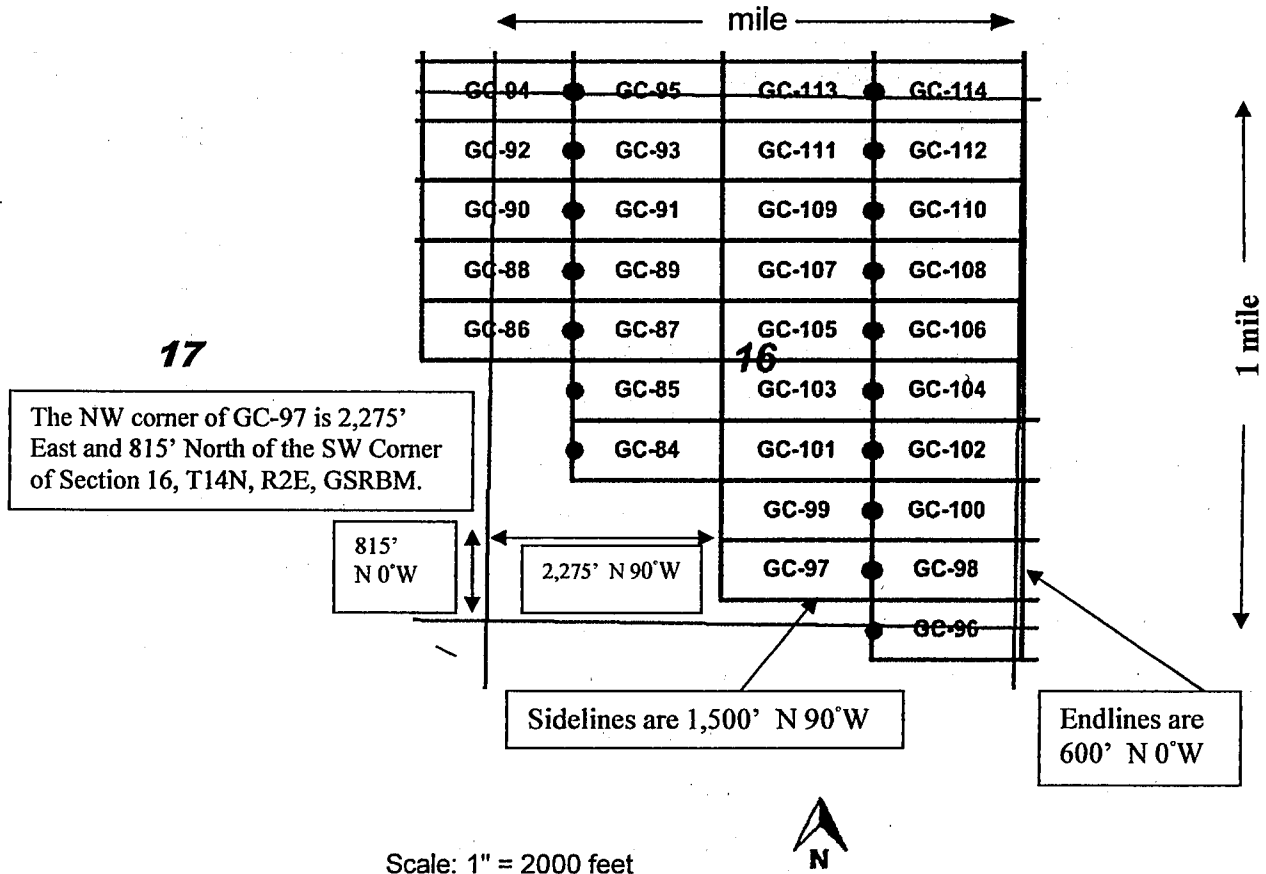 mile
GC-94 GC-95 GC-113 GC-114
GC-92 GC-93 GC-111 GC-112
GC-90 GC-91 GC-109 GC-110
GC-88 GC-89 GC-107 GC-108
GC-86 GC-87 GC-105 GC-106
17
16
1 mile
GC-85 GC-103 GC-104
The NW corner of GC-97 is 2,275'
East and 815' North of the SW Corner
of Section 16, T14N, R2E, GSRBM.
GC-84 GC-101 GC-102
GC-99 GC-100
815'
N 0°W
2,275' N 90°W
GC-97 GC-98
GC-96
Sidelines are 1,500' N 90°W
Endlines are
600' N 0°W
Scale: 1" = 2000 feet
N